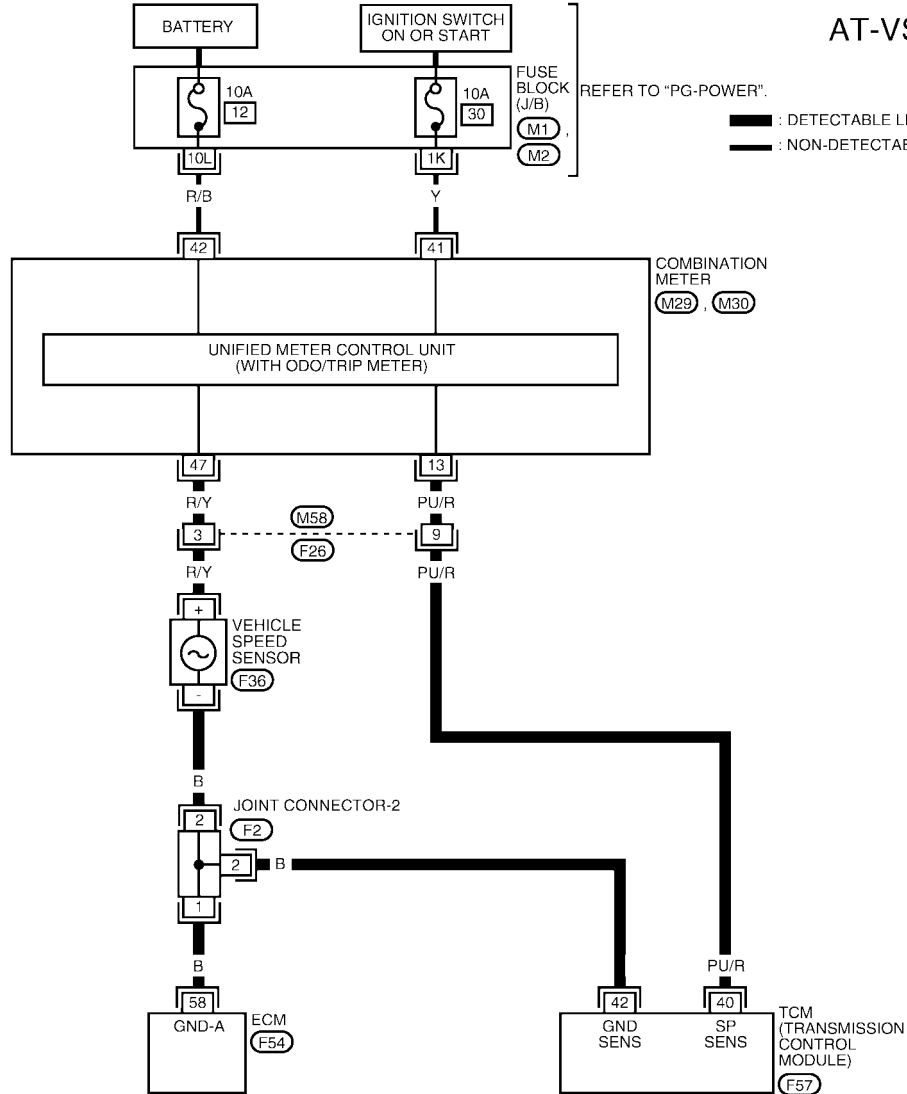 BATTERY
IGNITION SWITCH
ON OR START
AT-VS
10A
12
10A
30
FUSE
BLOCK
(J/B)
M1 ,
M2
REFER TO “PG-POWER”.
: DETECTABLE LI
: NON-DETECTAB
10L
1K
R/B
Y
42
41
COMBINATION
METER
M29 , M30
UNIFIED METER CONTROL UNIT
(WITH ODO/TRIP METER)
47
13
R/Y
PU/R
3
M58
F26
9
R/Y
PU/R
+
VEHICLE
SPEED
SENSOR
F36
-
B
JOINT CONNECTOR-2
F2
2
2
B
1
B
PU/R
58
GND-A
ECM
F54
42
GND
SENS
40
SP
SENS
TCM
(TRANSMISSION
CONTROL
MODULE)
F57